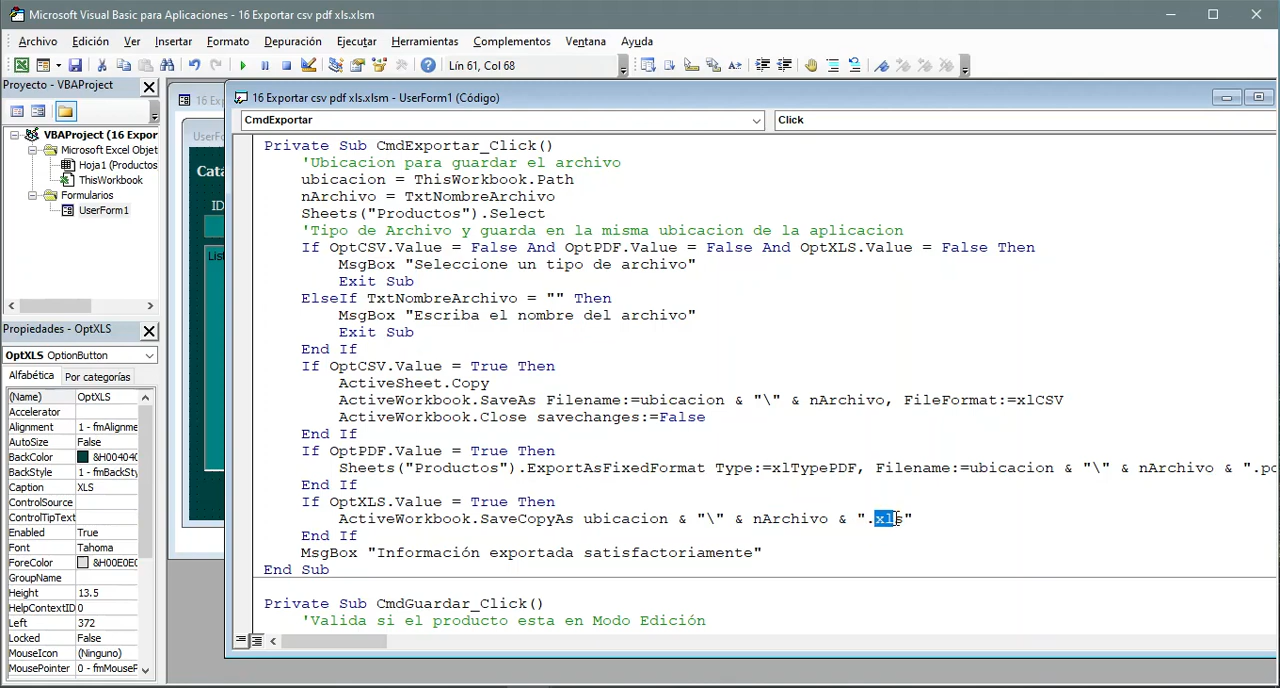 Microsoft Visual Basic para Aplicaciones - 16 Exportar csv pdf xls.xlsm
Archivo Edición Ver Insertar Formato Depuración Ejecutar Herramientas Complementos Ventana Ayuda
Lín 61, Col 68
Proyecto - VBAProject
VBAProject (16 Expor
Microsoft Excel Objet
Hoja1 (Productos
ThisWorkbook
Formularios
UserForm1
Propiedades - OptXLS
OptXLS OptionButton
Alfabética Por categorías
(Name) OptXLS
Accelerator
Alignment 1 - fmAlignme
AutoSize False
BackColor &H00404
BackStyle 1 - fmBackSty
Caption XLS
ControlSource
ControlTipText
Enabled True
Font Tahoma
ForeColor &H00E0E0
GroupName
Height 13.5
HelpContextID 0
Left 372
Locked False
MouseIcon (Ninguno)
MousePointer 0 - fmMouseP
16 Exp
UserFo
Catá
ID
List
16 Exportar csv pdf xls.xlsm - UserForm1 (Código)
CmdExportar Click
Private Sub CmdExportar_Click()
'Ubicacion para guardar el archivo
ubicacion = ThisWorkbook.Path
nArchivo = TxtNombreArchivo
Sheets("Productos").Select
'Tipo de Archivo y guarda en la misma ubicacion de la aplicacion
If OptCSV.Value = False And OptPDF.Value = False And OptXLS.Value = False Then
MsgBox "Seleccione un tipo de archivo"
Exit Sub
ElseIf TxtNombreArchivo = "" Then
MsgBox "Escriba el nombre del archivo"
Exit Sub
End If
If OptCSV.Value = True Then
ActiveSheet.Copy
ActiveWorkbook.SaveAs Filename:=ubicacion & "\" & nArchivo, FileFormat:=xlCSV
ActiveWorkbook.Close savechanges:=False
End If
If OptPDF.Value = True Then
Sheets("Productos").ExportAsFixedFormat Type:=xlTypePDF, Filename:=ubicacion & "\" & nArchivo & ".pd
End If
If OptXLS.Value = True Then
ActiveWorkbook.SaveCopyAs ubicacion & "\" & nArchivo & ".xls"
End If
MsgBox "Información exportada satisfactoriamente"
End Sub
Private Sub CmdGuardar_Click()
'Valida si el producto esta en Modo Edición